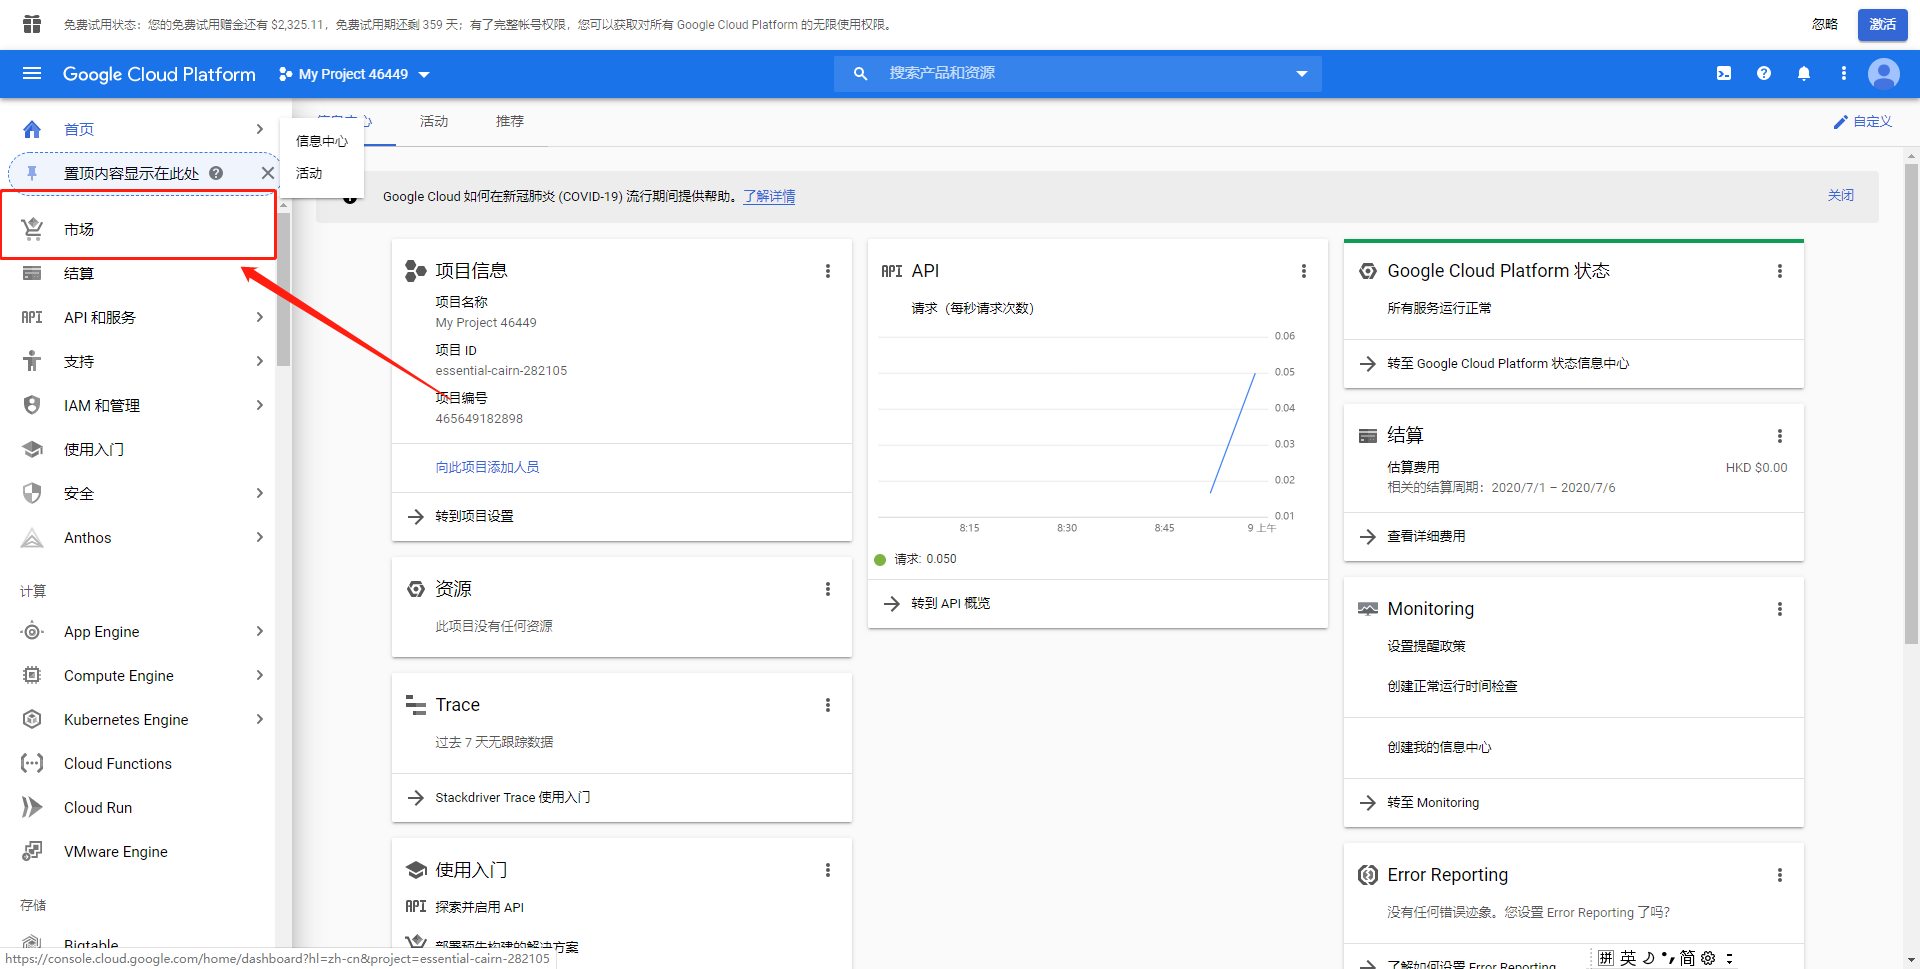 免费试用状态：您的免费试用赠金还有 $2,325.11，免费试用期还剩 359 天；有了完整帐号权限，您可以获取对所有 Google Cloud Platform 的无限使用权限。
忽略
激活
Google Cloud Platform
My Project 46449
搜索产品和资源
首页
信息中心
活动
推荐
自定义
信息中心
活动
置顶内容显示在此处
Google Cloud 如何在新冠肺炎 (COVID-19) 流行期间提供帮助。了解详情
关闭
市场
结算
API 和服务
支持
IAM 和管理
使用入门
安全
Anthos
计算
App Engine
Compute Engine
Kubernetes Engine
Cloud Functions
Cloud Run
VMware Engine
存储
Bigtable
项目信息
项目名称
My Project 46449
项目 ID
essential-cairn-282105
项目编号
465649182898
向此项目添加人员
转到项目设置
资源
此项目没有任何资源
Trace
过去 7 天无跟踪数据
Stackdriver Trace 使用入门
使用入门
API 探索并启用 API
部署预先构建的解决方案
API API
请求（每秒请求次数）
0.06
0.05
0.04
0.03
0.02
0.01
8:15
8:30
8:45
9 上午
请求: 0.050
转到 API 概览
Google Cloud Platform 状态
所有服务运行正常
转至 Google Cloud Platform 状态信息中心
结算
估算费用
HKD $0.00
相关的结算周期：2020/7/1 – 2020/7/6
查看详细费用
Monitoring
设置提醒政策
创建正常运行时间检查
创建我的信息中心
转至 Monitoring
Error Reporting
没有任何错误迹象。您设置 Error Reporting 了吗？
了解如何设置 Error Reporting
https://console.cloud.google.com/home/dashboard?hl=zh-cn&project=essential-cairn-282105
拼 英 简